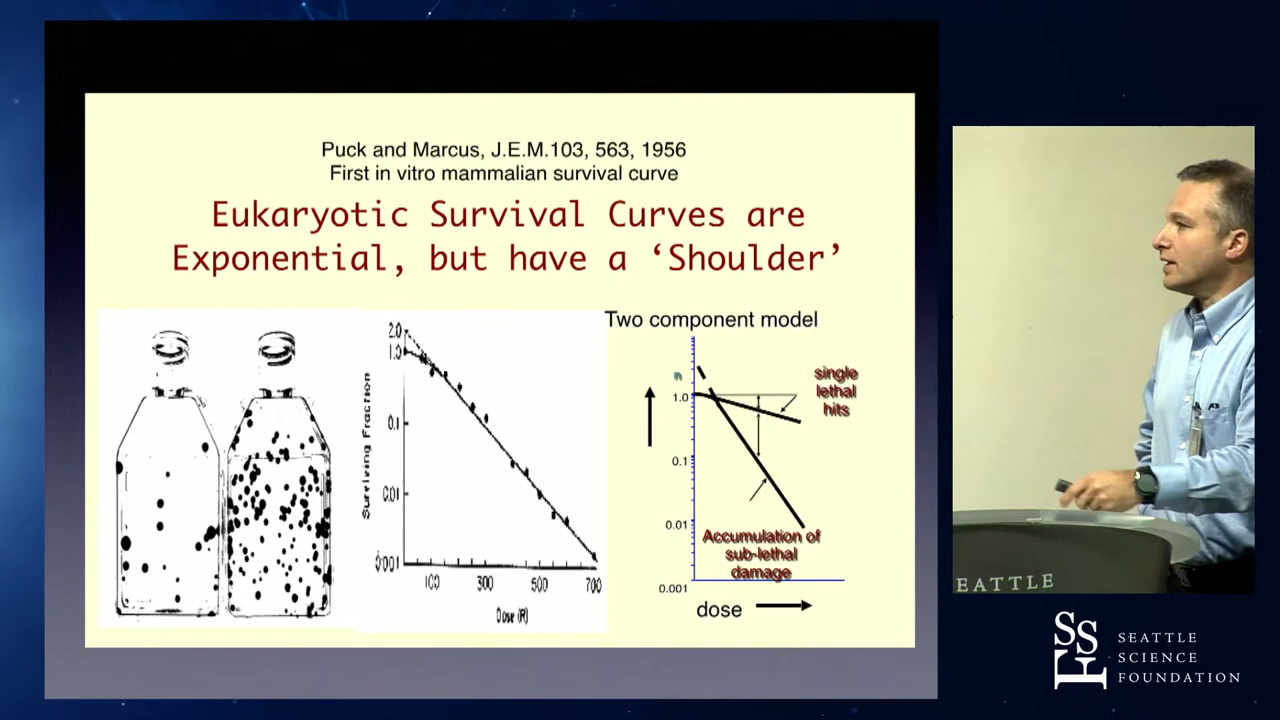 Puck and Marcus, J.E.M.103, 563, 1956
First in vitro mammalian survival curve
Eukaryotic Survival Curves are
Exponential, but have a ‘Shoulder’
2.0
1.0
0.1
0.01
0.001
Surviving Fraction
100
300
500
700
Dose (R)
Two component model
n
1.0
0.1
0.01
0.001
single
lethal
hits
Accumulation of
sub-lethal
damage
dose
EATTLE
SSF
SEATTLE
SCIENCE
FOUNDATION